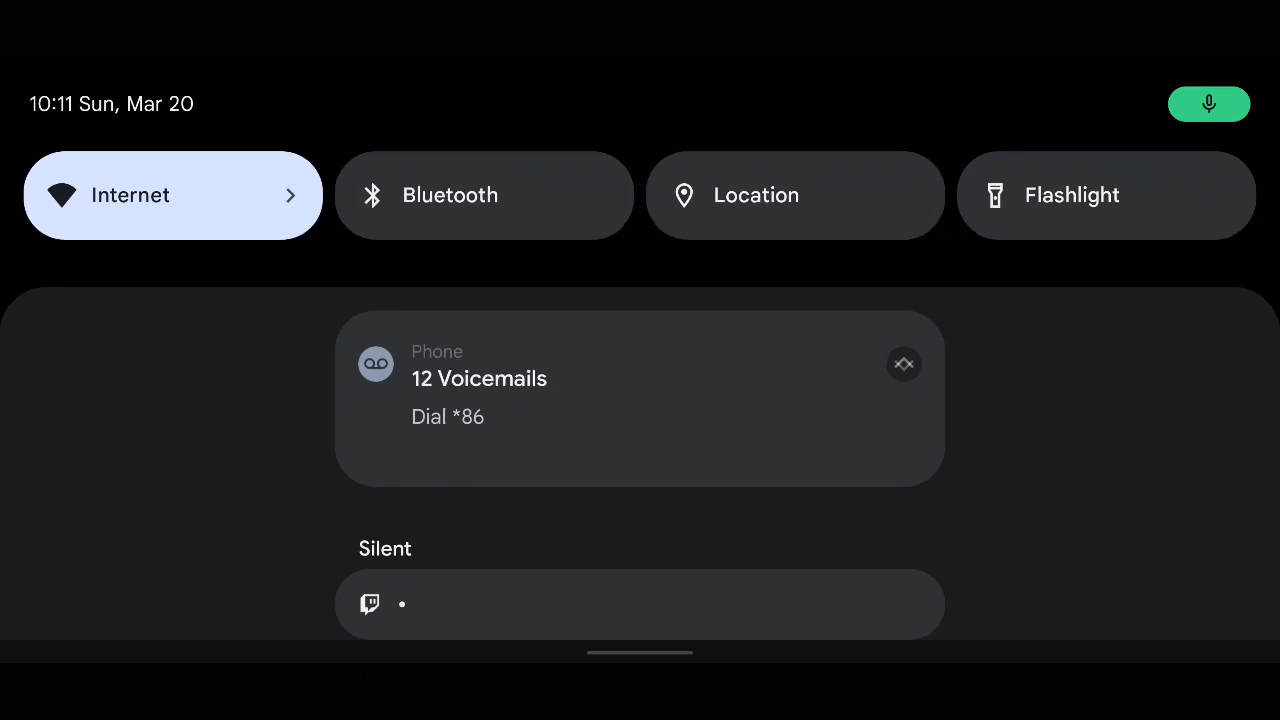 10:11 Sun, Mar 20
Internet
Bluetooth
Location
Flashlight
Phone
12 Voicemails
Dial *86
Silent